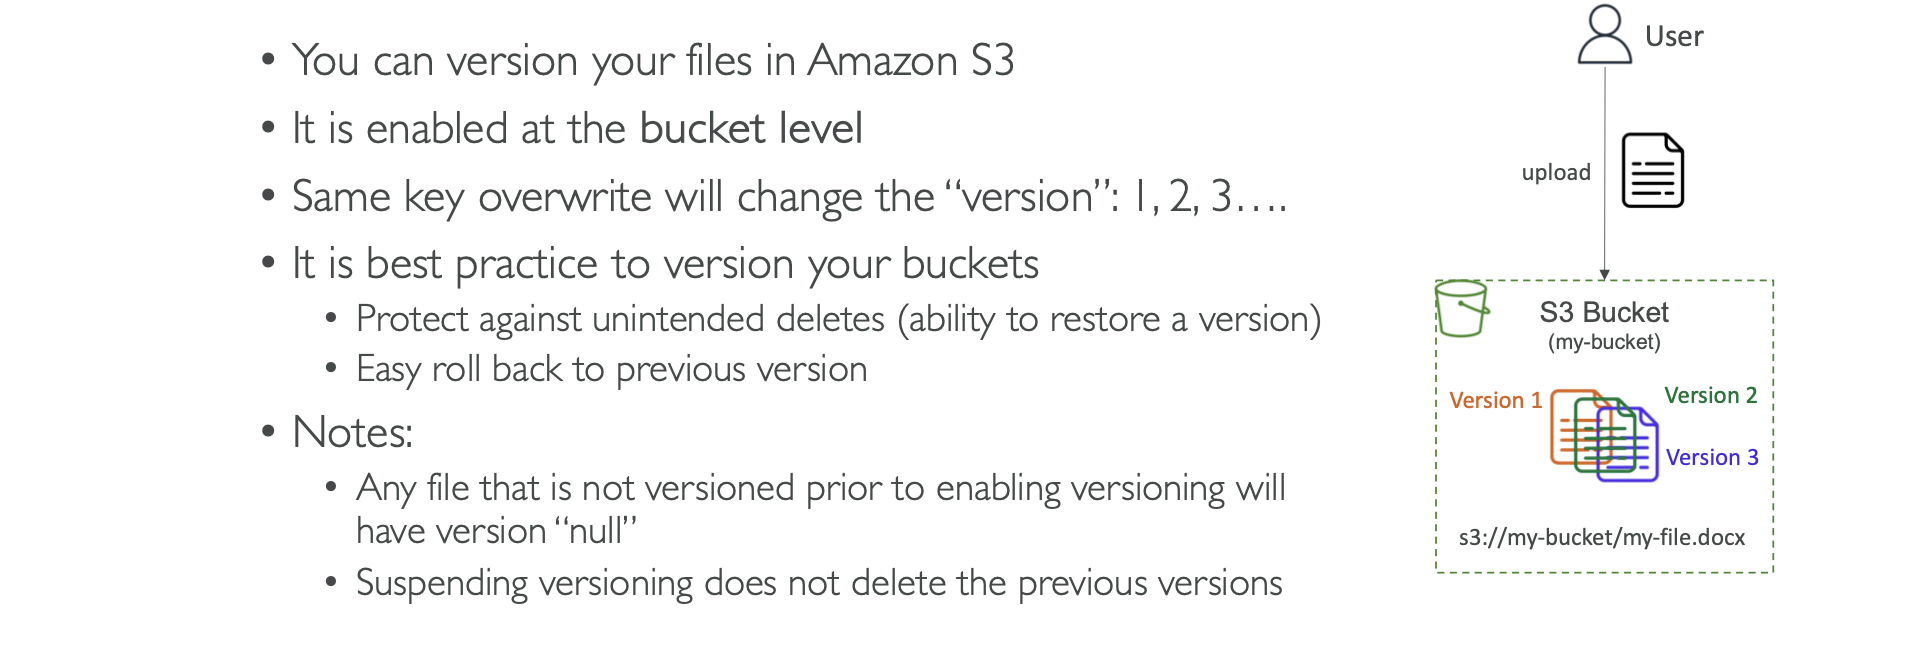 • You can version your files in Amazon S3
• It is enabled at the bucket level
• Same key overwrite will change the “version”: 1, 2, 3….
• It is best practice to version your buckets
• Protect against unintended deletes (ability to restore a version)
• Easy roll back to previous version
• Notes:
• Any file that is not versioned prior to enabling versioning will
have version “null”
• Suspending versioning does not delete the previous versions
User
upload
S3 Bucket
(my-bucket)
Version 1
Version 2
Version 3
s3://my-bucket/my-file.docx